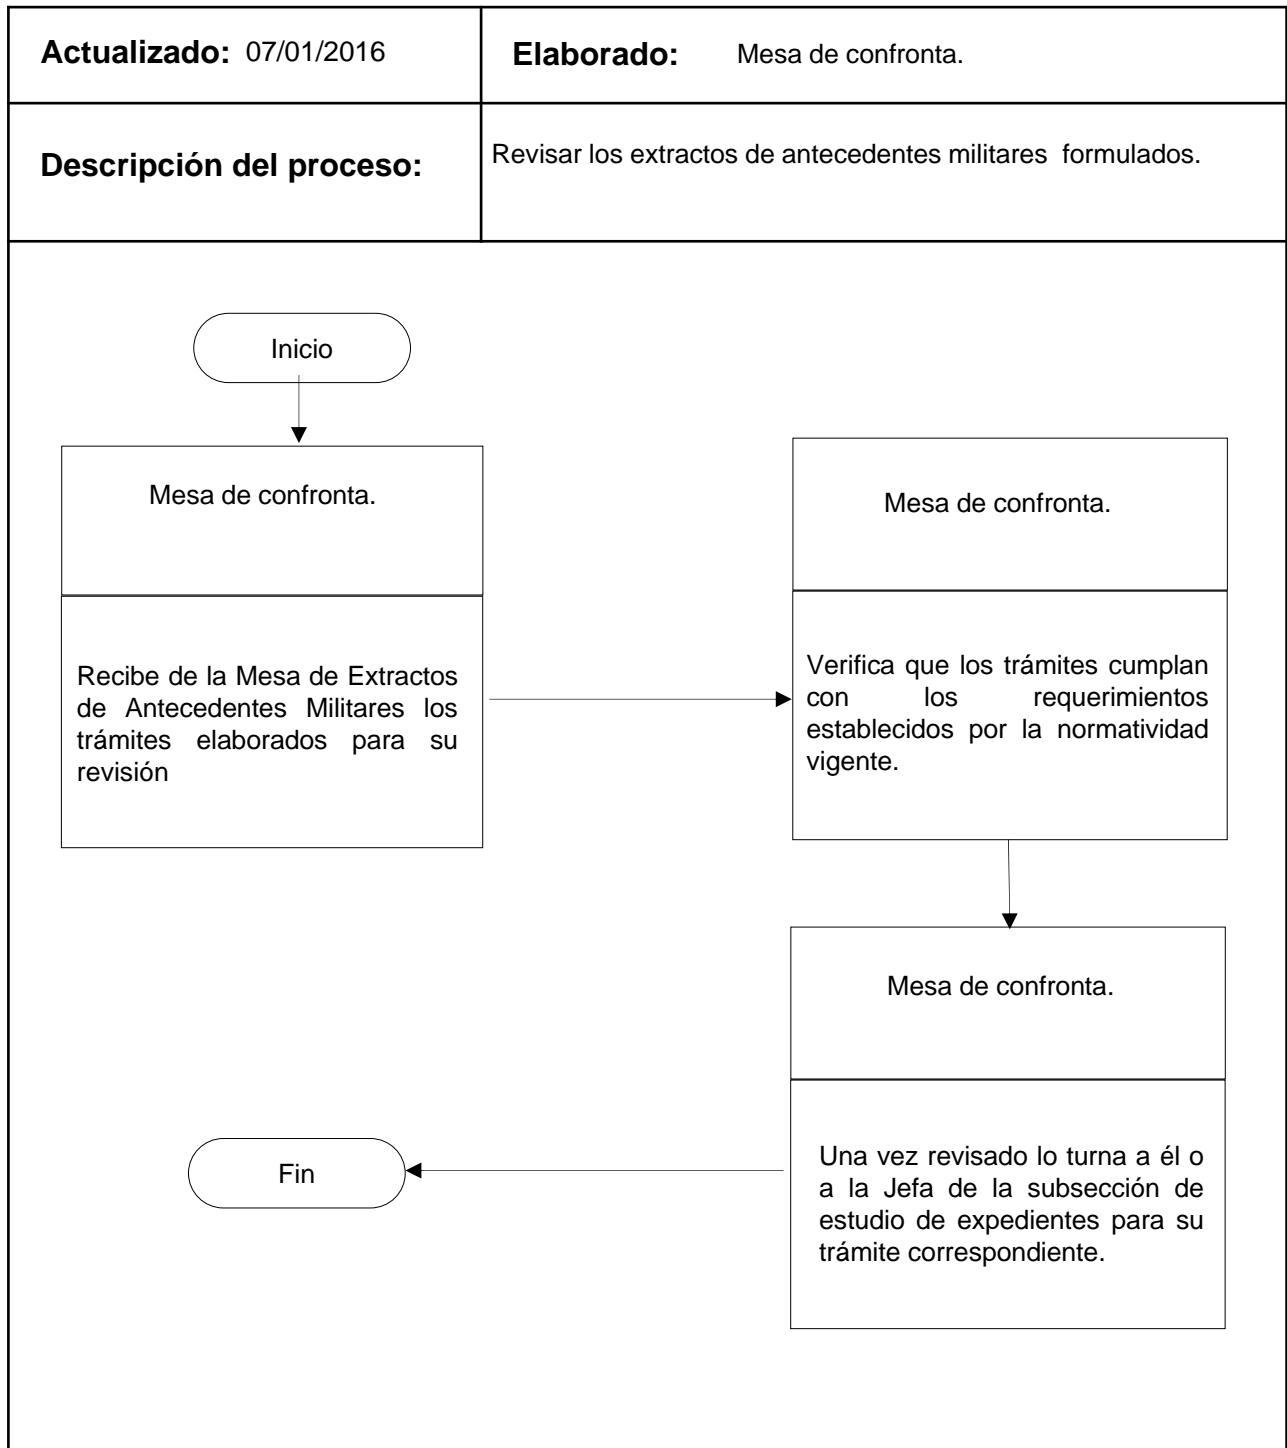 Actualizado: 07/01/2016
Elaborado: Mesa de confronta.
Descripción del proceso:
Revisar los extractos de antecedentes militares formulados.
Inicio
Mesa de confronta.
Recibe de la Mesa de Extractos
de Antecedentes Militares los
trámites elaborados para su
revisión
Mesa de confronta.
Verifica que los trámites cumplan
con los requerimientos
establecidos por la normatividad
vigente.
Mesa de confronta.
Una vez revisado lo turna a él o
a la Jefa de la subsección de
estudio de expedientes para su
trámite correspondiente.
Fin